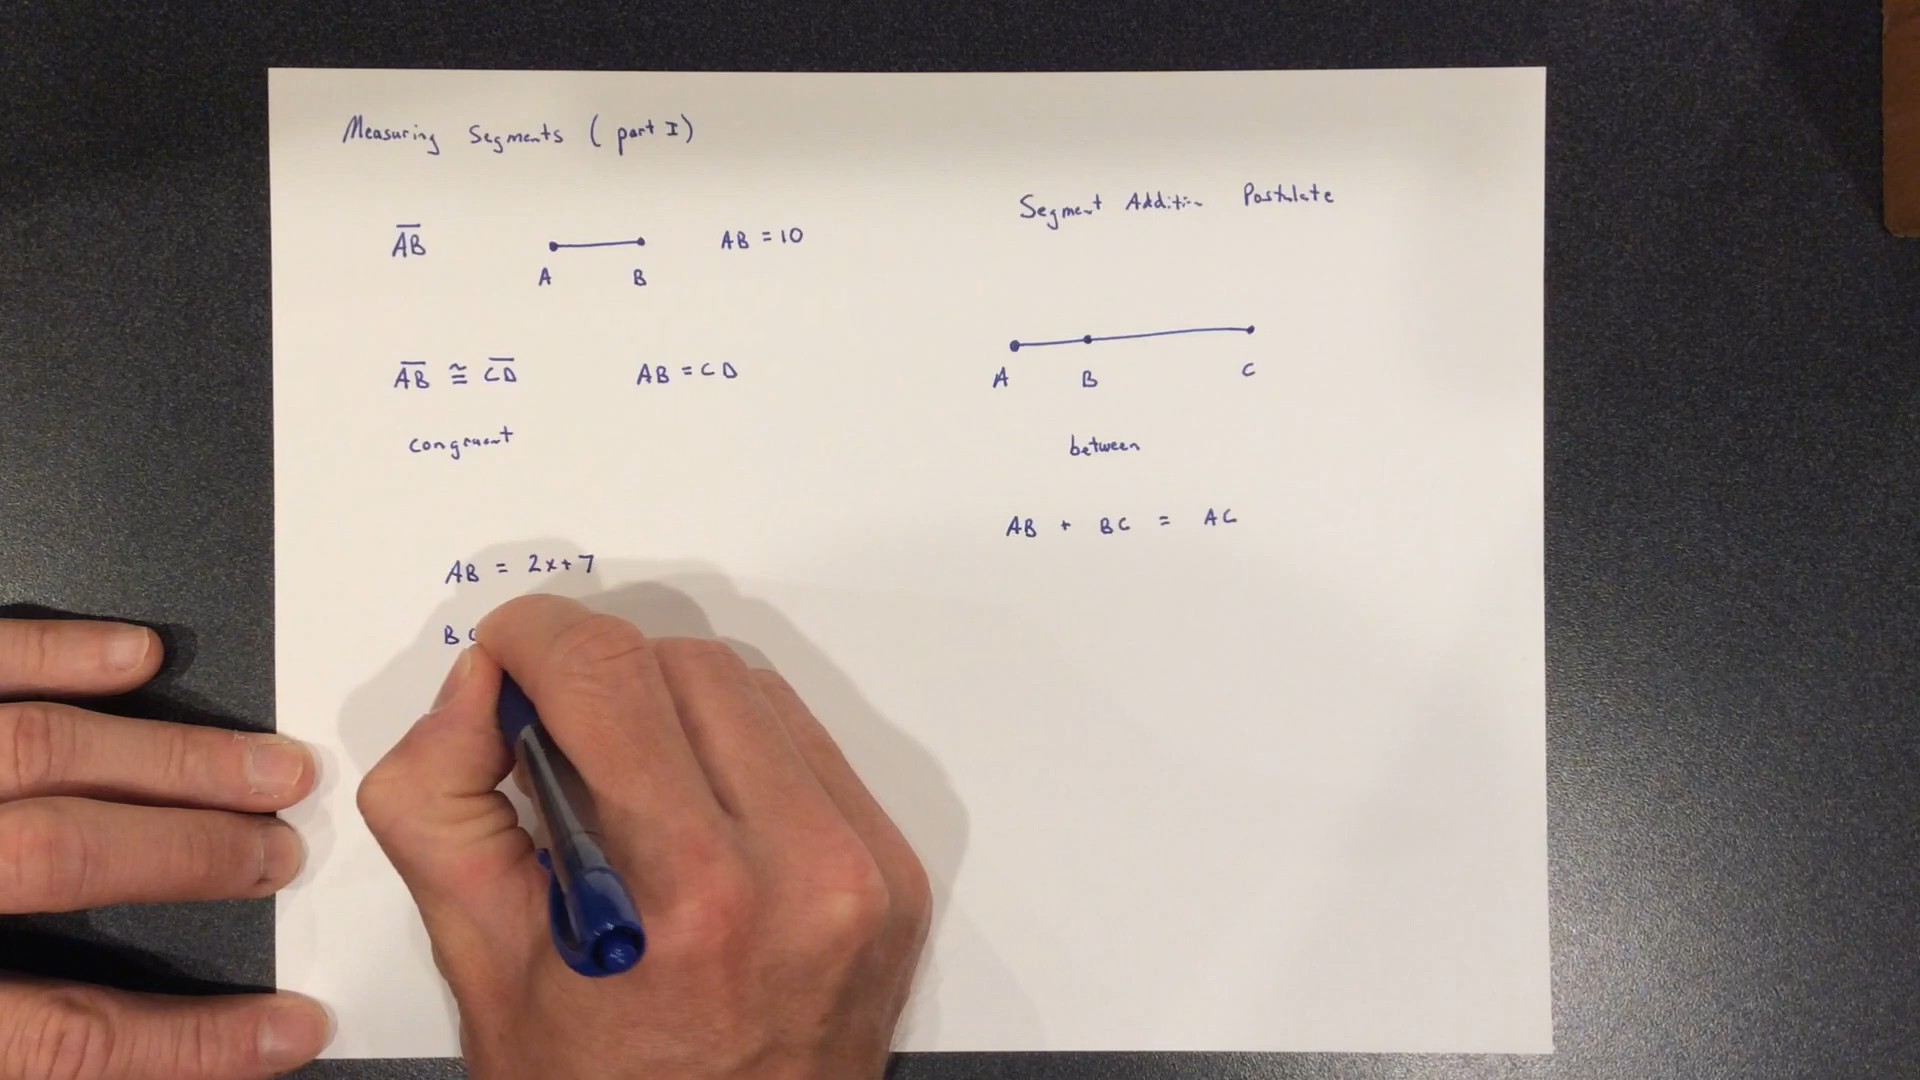 Measuring Segments (part I)
AB
A B
AB = 10
AB ≅ CD
AB = CD
congruent
AB = 2x+7
BC
Segment Addition Postulate
A B C
between
AB + BC = AC